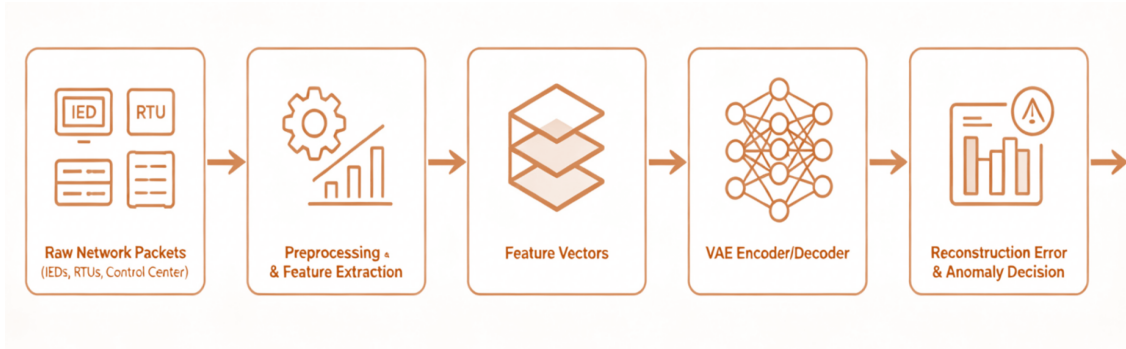 IED
RTU
Raw Network Packets
(IEDs, RTUs, Control Center)
Preprocessing &
& Feature Extraction
Feature Vectors
VAE Encoder/Decoder
Reconstruction Error
& Anomaly Decision